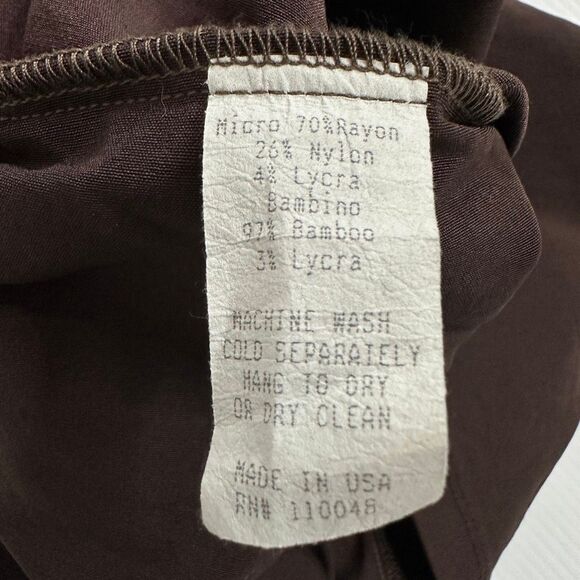 Micro 70%Rayon
26% Nylon
4% Lycra
Bambino
97% Bamboo
3% Lycra
MACHINE WASH
COLD SEPARATELY
HANG TO DRY
OR DRY CLEAN
MADE IN USA
RN# 110048